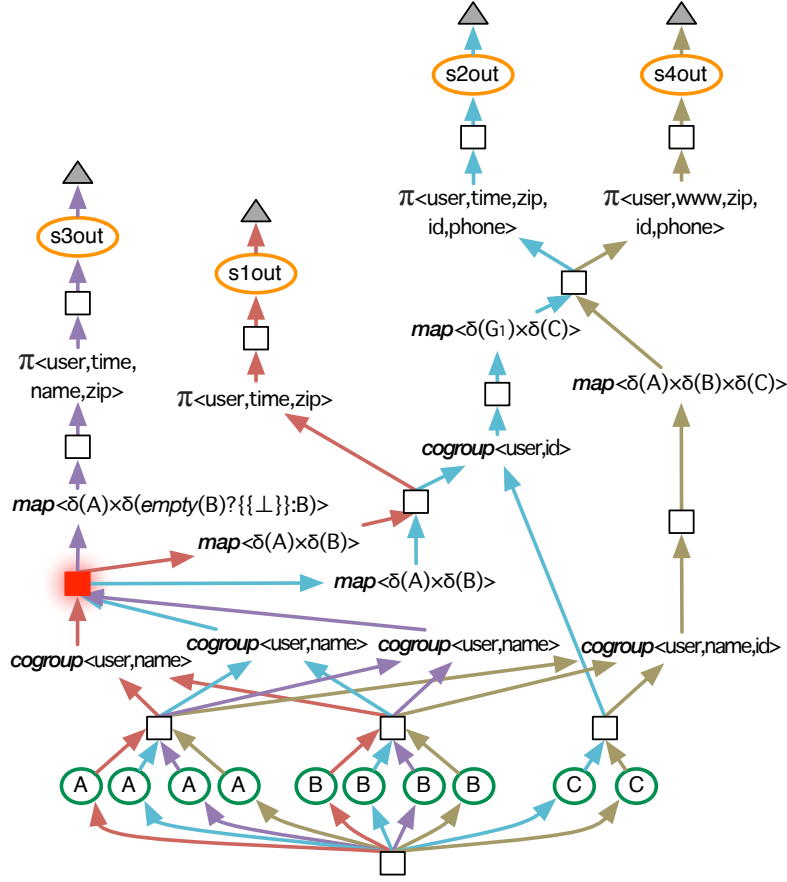 s2out
s4out
π<user,time,zip,
id,phone>
π<user,www,zip,
id,phone>
s3out
s1out
map<δ(G1)×δ(C)>
π<user,time,
name,zip>
π<user,time,zip>
map<δ(A)×δ(B)×δ(C)>
cogroup<user,id>
map<δ(A)×δ(empty(B)?{{⊥}}:B)>
map<δ(A)×δ(B)>
map<δ(A)×δ(B)>
cogroup<user,name>
cogroup<user,name>
cogroup<user,name>
cogroup<user,name,id>
A
A
A
A
B
B
B
B
C
C